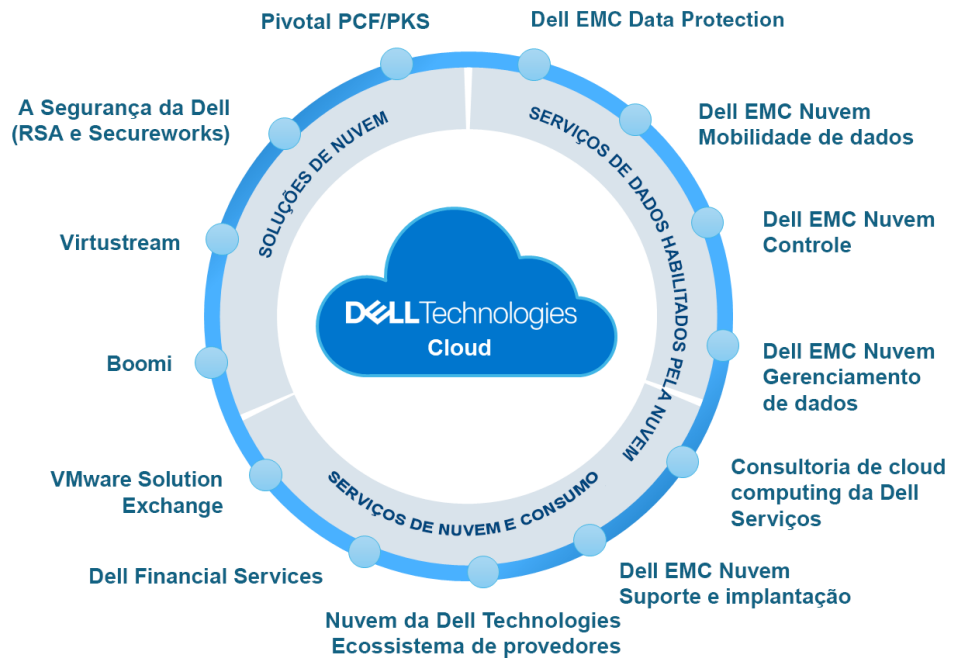 Pivotal PCF/PKS
Dell EMC Data Protection
A Segurança da Dell
(RSA e Secureworks)
Dell EMC Nuvem
Mobilidade de dados
SOLUÇÕES DE NUVEM
SERVIÇOS DE DADOS HABILITADOS PELA NUVEM
Virtustream
Dell EMC Nuvem
Controle
DELLTechnologies
Cloud
Boomi
Dell EMC Nuvem
Gerenciamento
de dados
VMware Solution
Exchange
SERVIÇOS DE NUVEM E CONSUMO
Consultoria de cloud
computing da Dell
Serviços
Dell Financial Services
Dell EMC Nuvem
Suporte e implantação
Nuvem da Dell Technologies
Ecossistema de provedores